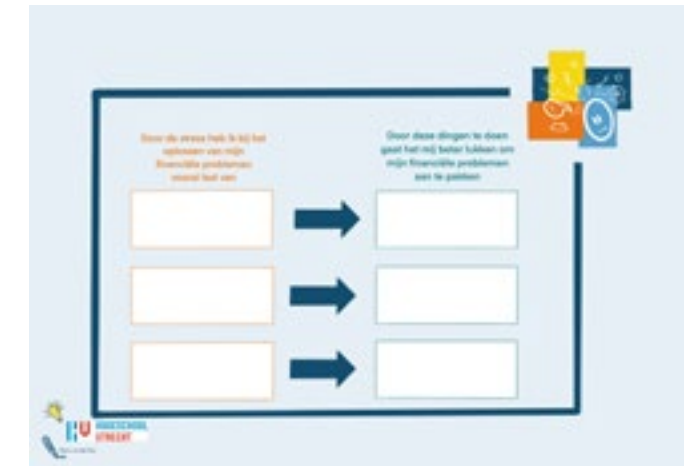 Door de stress heb ik bij het
oplossen van mijn
financiële problemen
vooral last van
Door deze dingen te doen
gaat het mij beter lukken om
mijn financiële problemen
aan te pakken
HOGESCHOOL
UTRECHT